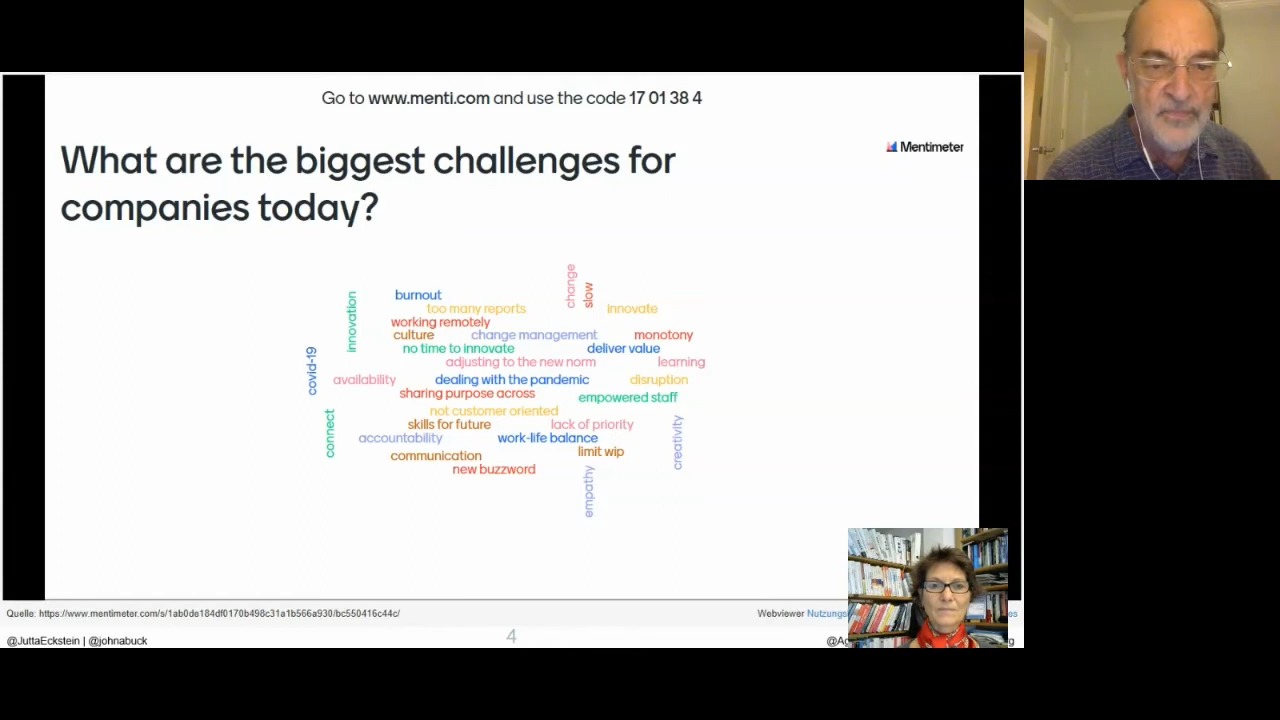 Go to www.menti.com and use the code 17 01 38 4
Mentimeter
What are the biggest challenges for
companies today?
change
slow
innovation
burnout
too many reports
innovate
working remotely
culture
change management
monotony
no time to innovate
deliver value
covid-19
adjusting to the new norm
learning
availability
dealing with the pandemic
disruption
sharing purpose across
empowered staff
connect
not customer oriented
skills for future
lack of priority
creativity
accountability
work-life balance
communication
limit wip
new buzzword
empathy
Quelle: https://www.mentimeter.com/s/1ab0de184df0170b498c31a1b566a930/bc550416c44c/
Webviewer Nutzungs
es
@JuttaEckstein | @johnabuck
4
@Ag
rg